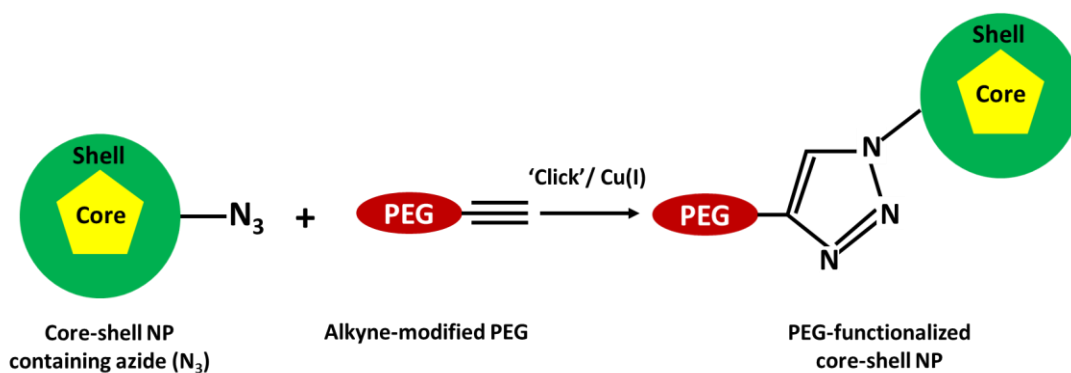 Shell
Core
N₃
+
PEG
'Click'/ Cu(I)
PEG
N
N
N
Shell
Core
Core-shell NP
containing azide (N₃)
Alkyne-modified PEG
PEG-functionalized
core-shell NP